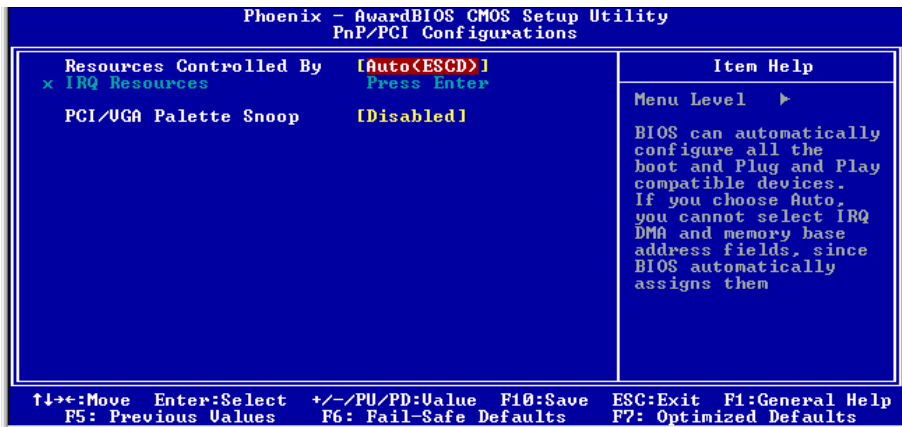 Phoenix - AwardBIOS CMOS Setup Utility
PnP/PCI Configurations
Resources Controlled By [Auto(ESCD)]
x IRQ Resources Press Enter
PCI/VGA Palette Snoop [Disabled]
Item Help
Menu Level ►
BIOS can automatically
configure all the
boot and Plug and Play
compatible devices.
If you choose Auto,
you cannot select IRQ
DMA and memory base
address fields, since
BIOS automatically
assigns them
↑↓→←:Move Enter:Select +/-/PU/PD:Value F10:Save ESC:Exit F1:General Help
F5: Previous Values F6: Fail-Safe Defaults F7: Optimized Defaults